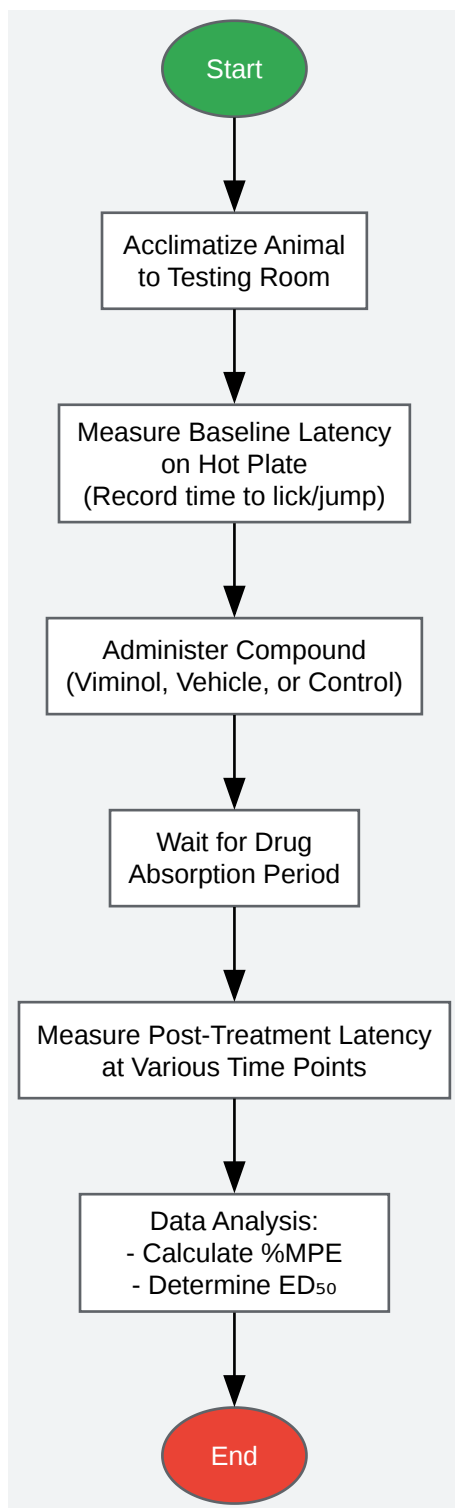 Start
Acclimatize Animal
to Testing Room
Measure Baseline Latency
on Hot Plate
(Record time to lick/jump)
Administer Compound
(Viminol, Vehicle, or Control)
Wait for Drug
Absorption Period
Measure Post-Treatment Latency
at Various Time Points
Data Analysis:
- Calculate %MPE
- Determine ED₅₀
End